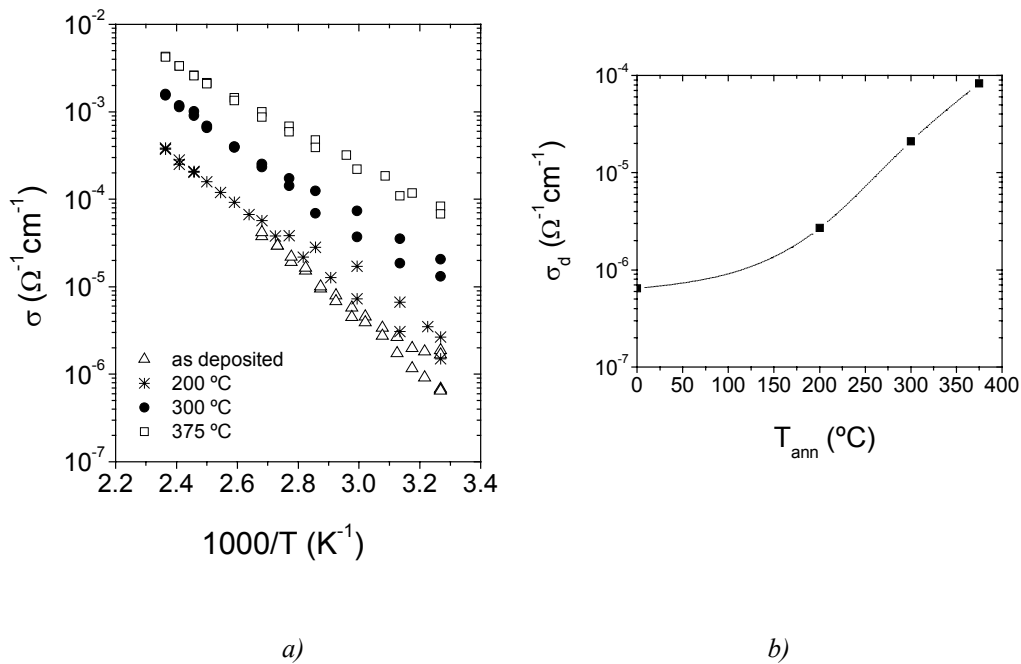 10⁻²
10⁻³
10⁻⁴
10⁻⁵
10⁻⁶
10⁻⁷
σ (Ω⁻¹cm⁻¹)
as deposited
200 ºC
300 ºC
375 ºC
2.2 2.4 2.6 2.8 3.0 3.2 3.4
1000/T (K⁻¹)
a)
10⁻⁴
10⁻⁵
10⁻⁶
10⁻⁷
σ_d (Ω⁻¹cm⁻¹)
0 50 100 150 200 250 300 350 400
T_ann (ºC)
b)